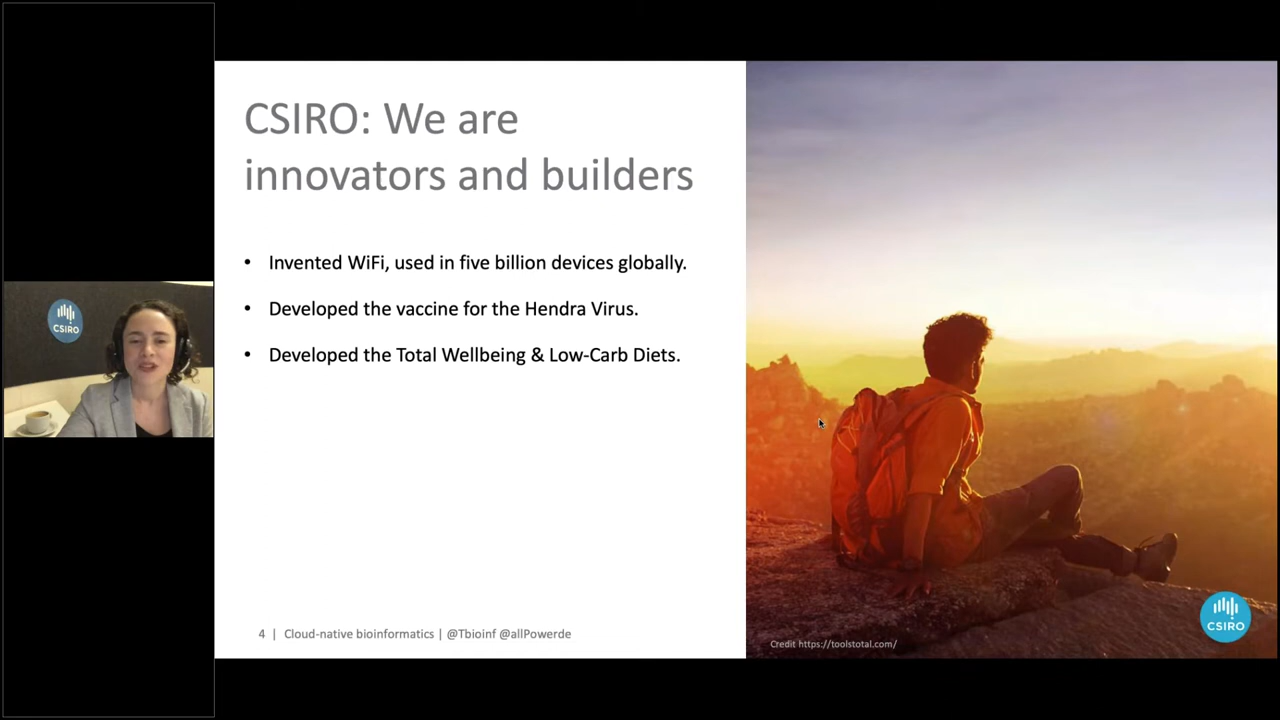 CSIRO: We are
innovators and builders
• Invented WiFi, used in five billion devices globally.
• Developed the vaccine for the Hendra Virus.
• Developed the Total Wellbeing & Low-Carb Diets.
4 | Cloud-native bioinformatics | @Tbioinf @allPowerde
Credit https://toolstotal.com/
CSIRO
CSIRO